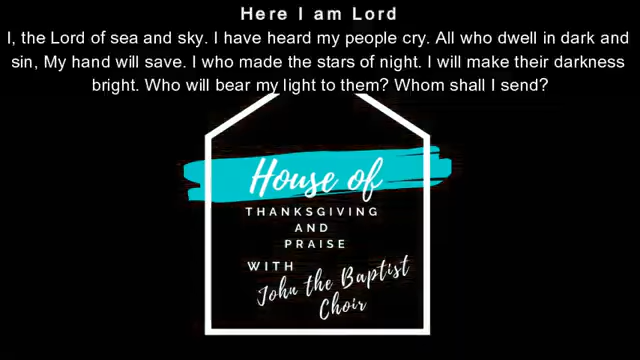 Here I am Lord
I, the Lord of sea and sky. I have heard my people cry. All who dwell in dark and
sin, My hand will save. I who made the stars of night. I will make their darkness
bright. Who will bear my light to them? Whom shall I send?
House of
THANKSGIVING
AND
PRAISE
WITH
John the Baptist
Choir